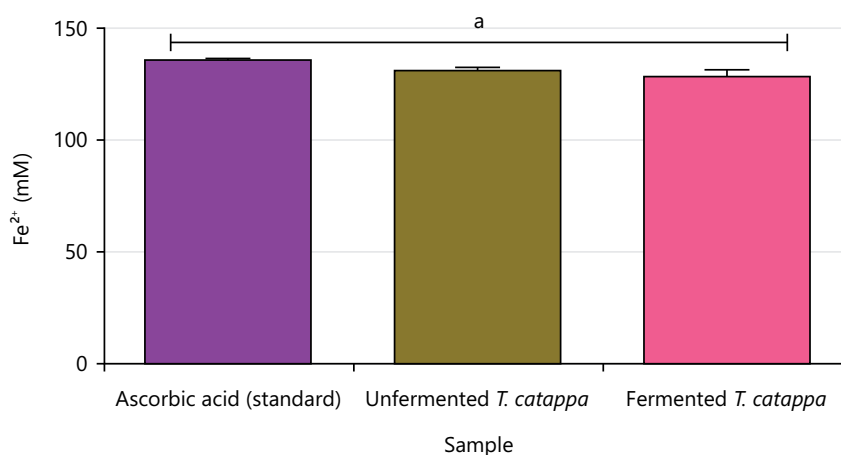 a
150
100
50
0
Fe²⁺ (mM)
Ascorbic acid (standard) Unfermented T. catappa Fermented T. catappa
Sample